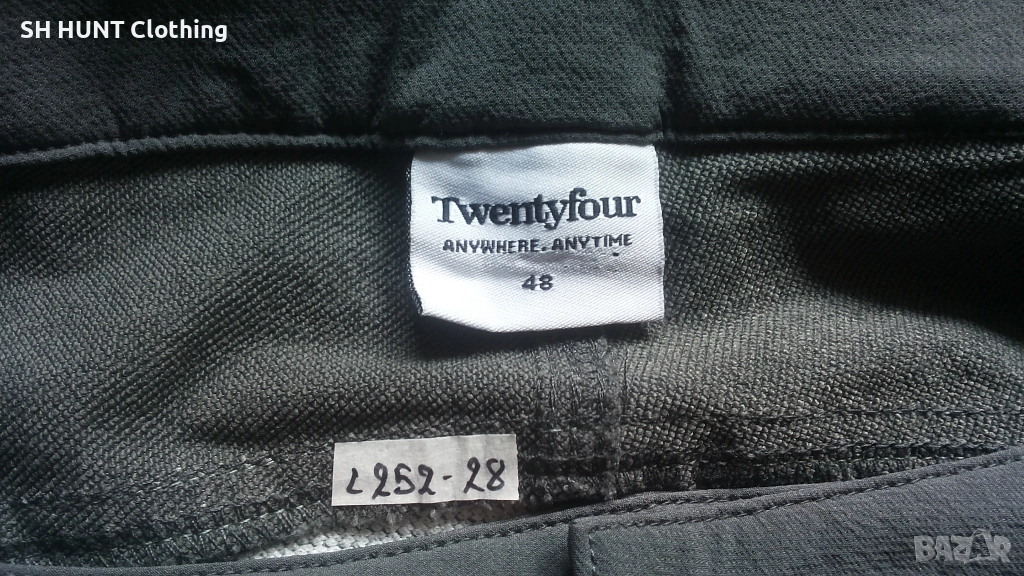 SH HUNT Clothing
Twentyfour
ANYWHERE. ANYTIME
48
L252-28
BAZAR